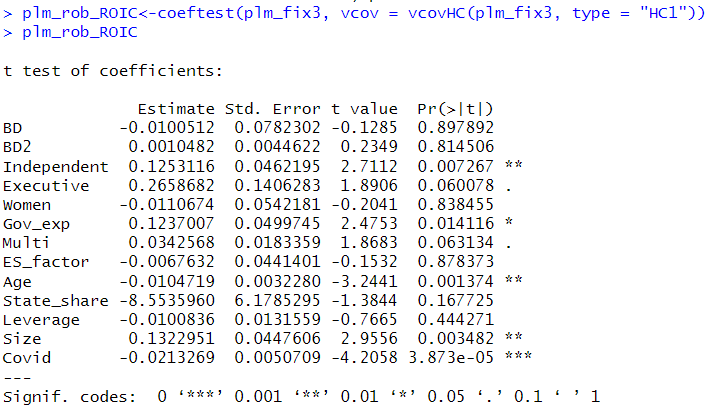 > plm_rob_ROIC<-coeftest(plm_fix3, vcov = vcovHC(plm_fix3, type = "HC1"))
> plm_rob_ROIC
t test of coefficients:
Estimate Std. Error t value Pr(>|t|)
BD -0.0100512 0.0782302 -0.1285 0.897892
BD2 0.0010482 0.0044622 0.2349 0.814506
Independent 0.1253116 0.0462195 2.7112 0.007267 **
Executive 0.2658682 0.1406283 1.8906 0.060078 .
Women -0.0110674 0.0542181 -0.2041 0.838455
Gov_exp 0.1237007 0.0499745 2.4753 0.014116 *
Multi 0.0342568 0.0183359 1.8683 0.063134 .
ES_factor -0.0067632 0.0441401 -0.1532 0.878373
Age -0.0104719 0.0032280 -3.2441 0.001374 **
State_share -8.5535960 6.1785295 -1.3844 0.167725
Leverage -0.0100836 0.0131559 -0.7665 0.444271
Size 0.1322951 0.0447606 2.9556 0.003482 **
Covid -0.0213269 0.0050709 -4.2058 3.873e-05 ***
---
Signif. codes: 0 ‘***’ 0.001 ‘**’ 0.01 ‘*’ 0.05 ‘.’ 0.1 ‘ ’ 1